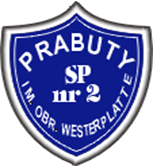 PRABUTY
SP
nr 2
IM. OBR. WESTERPLATTE